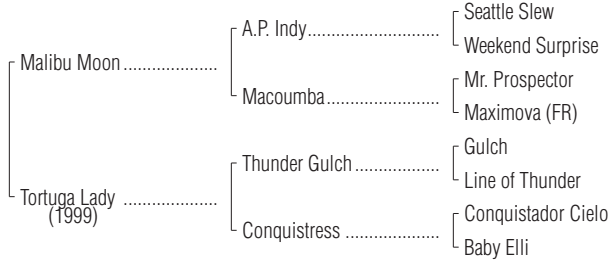 Seattle Slew
A.P. Indy
Weekend Surprise
Malibu Moon
Mr. Prospector
Macoumba
Maximova (FR)
Gulch
Thunder Gulch
Line of Thunder
Tortuga Lady
(1999)
Conquistador Cielo
Conquistress
Baby Elli